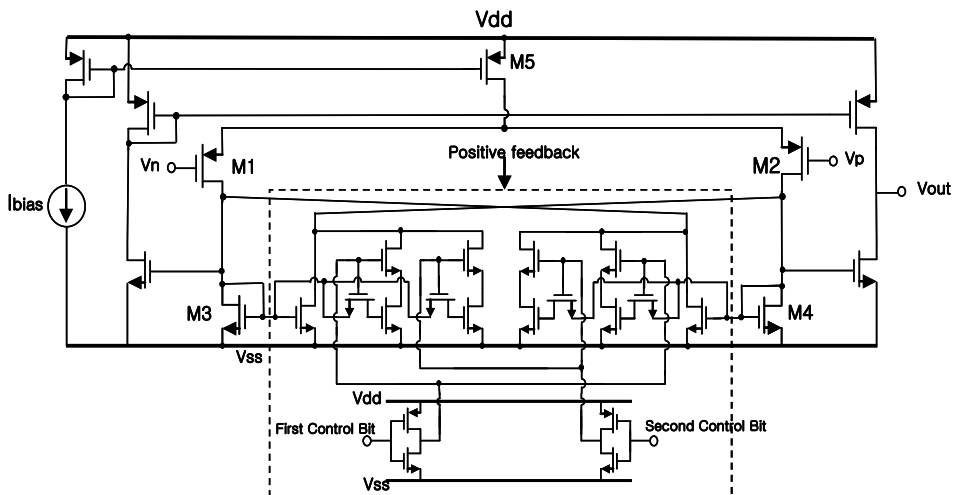 Vdd
M5
Positive feedback
Vn
M1
M2
Vp
Ibias
Vout
M3
M4
Vss
Vdd
First Control Bit
Second Control Bit
Vss